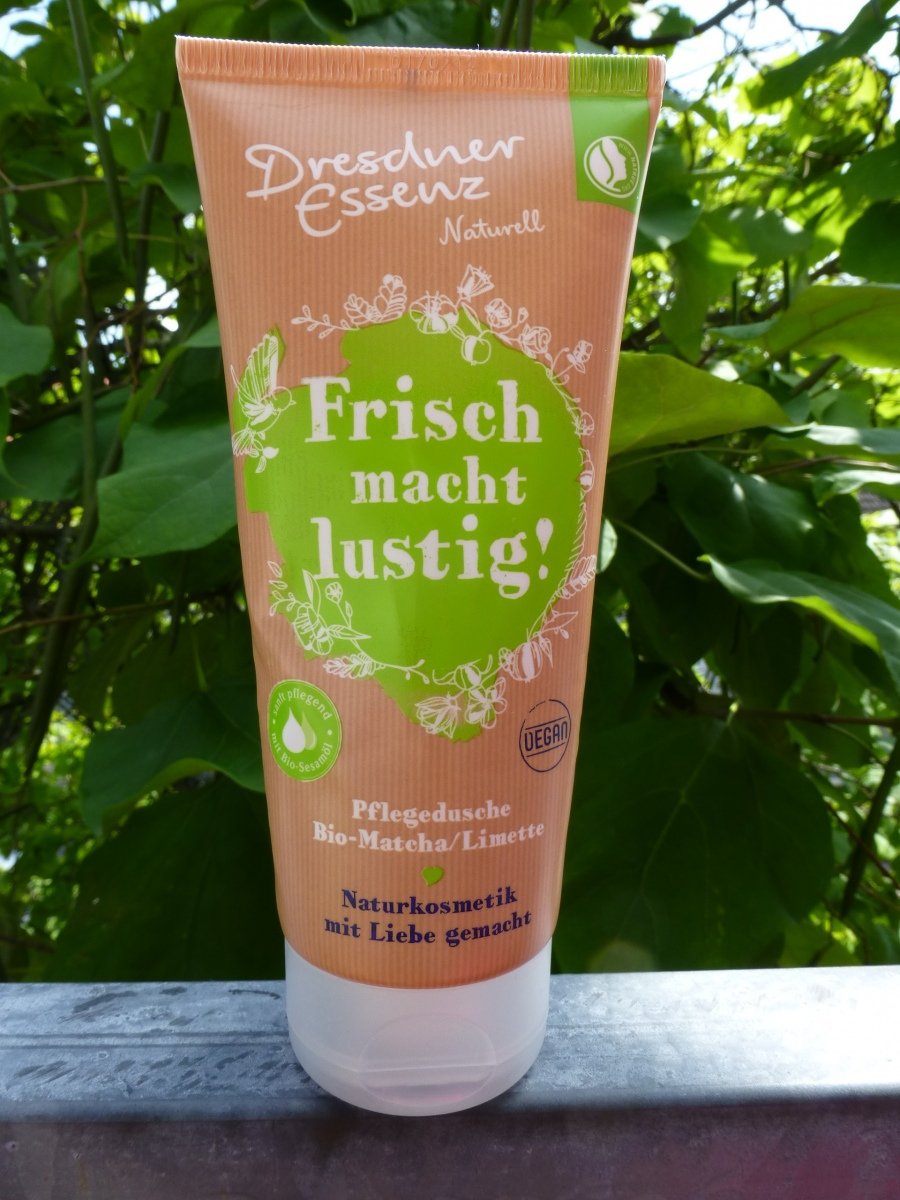 Dresdner
Essenz
Naturell
Frisch
macht
lustig!
sanft pflegend
mit Bio-Sesamöl
VEGAN
Pflegedusche
Bio-Matcha/Limette
Naturkosmetik
mit Liebe gemacht